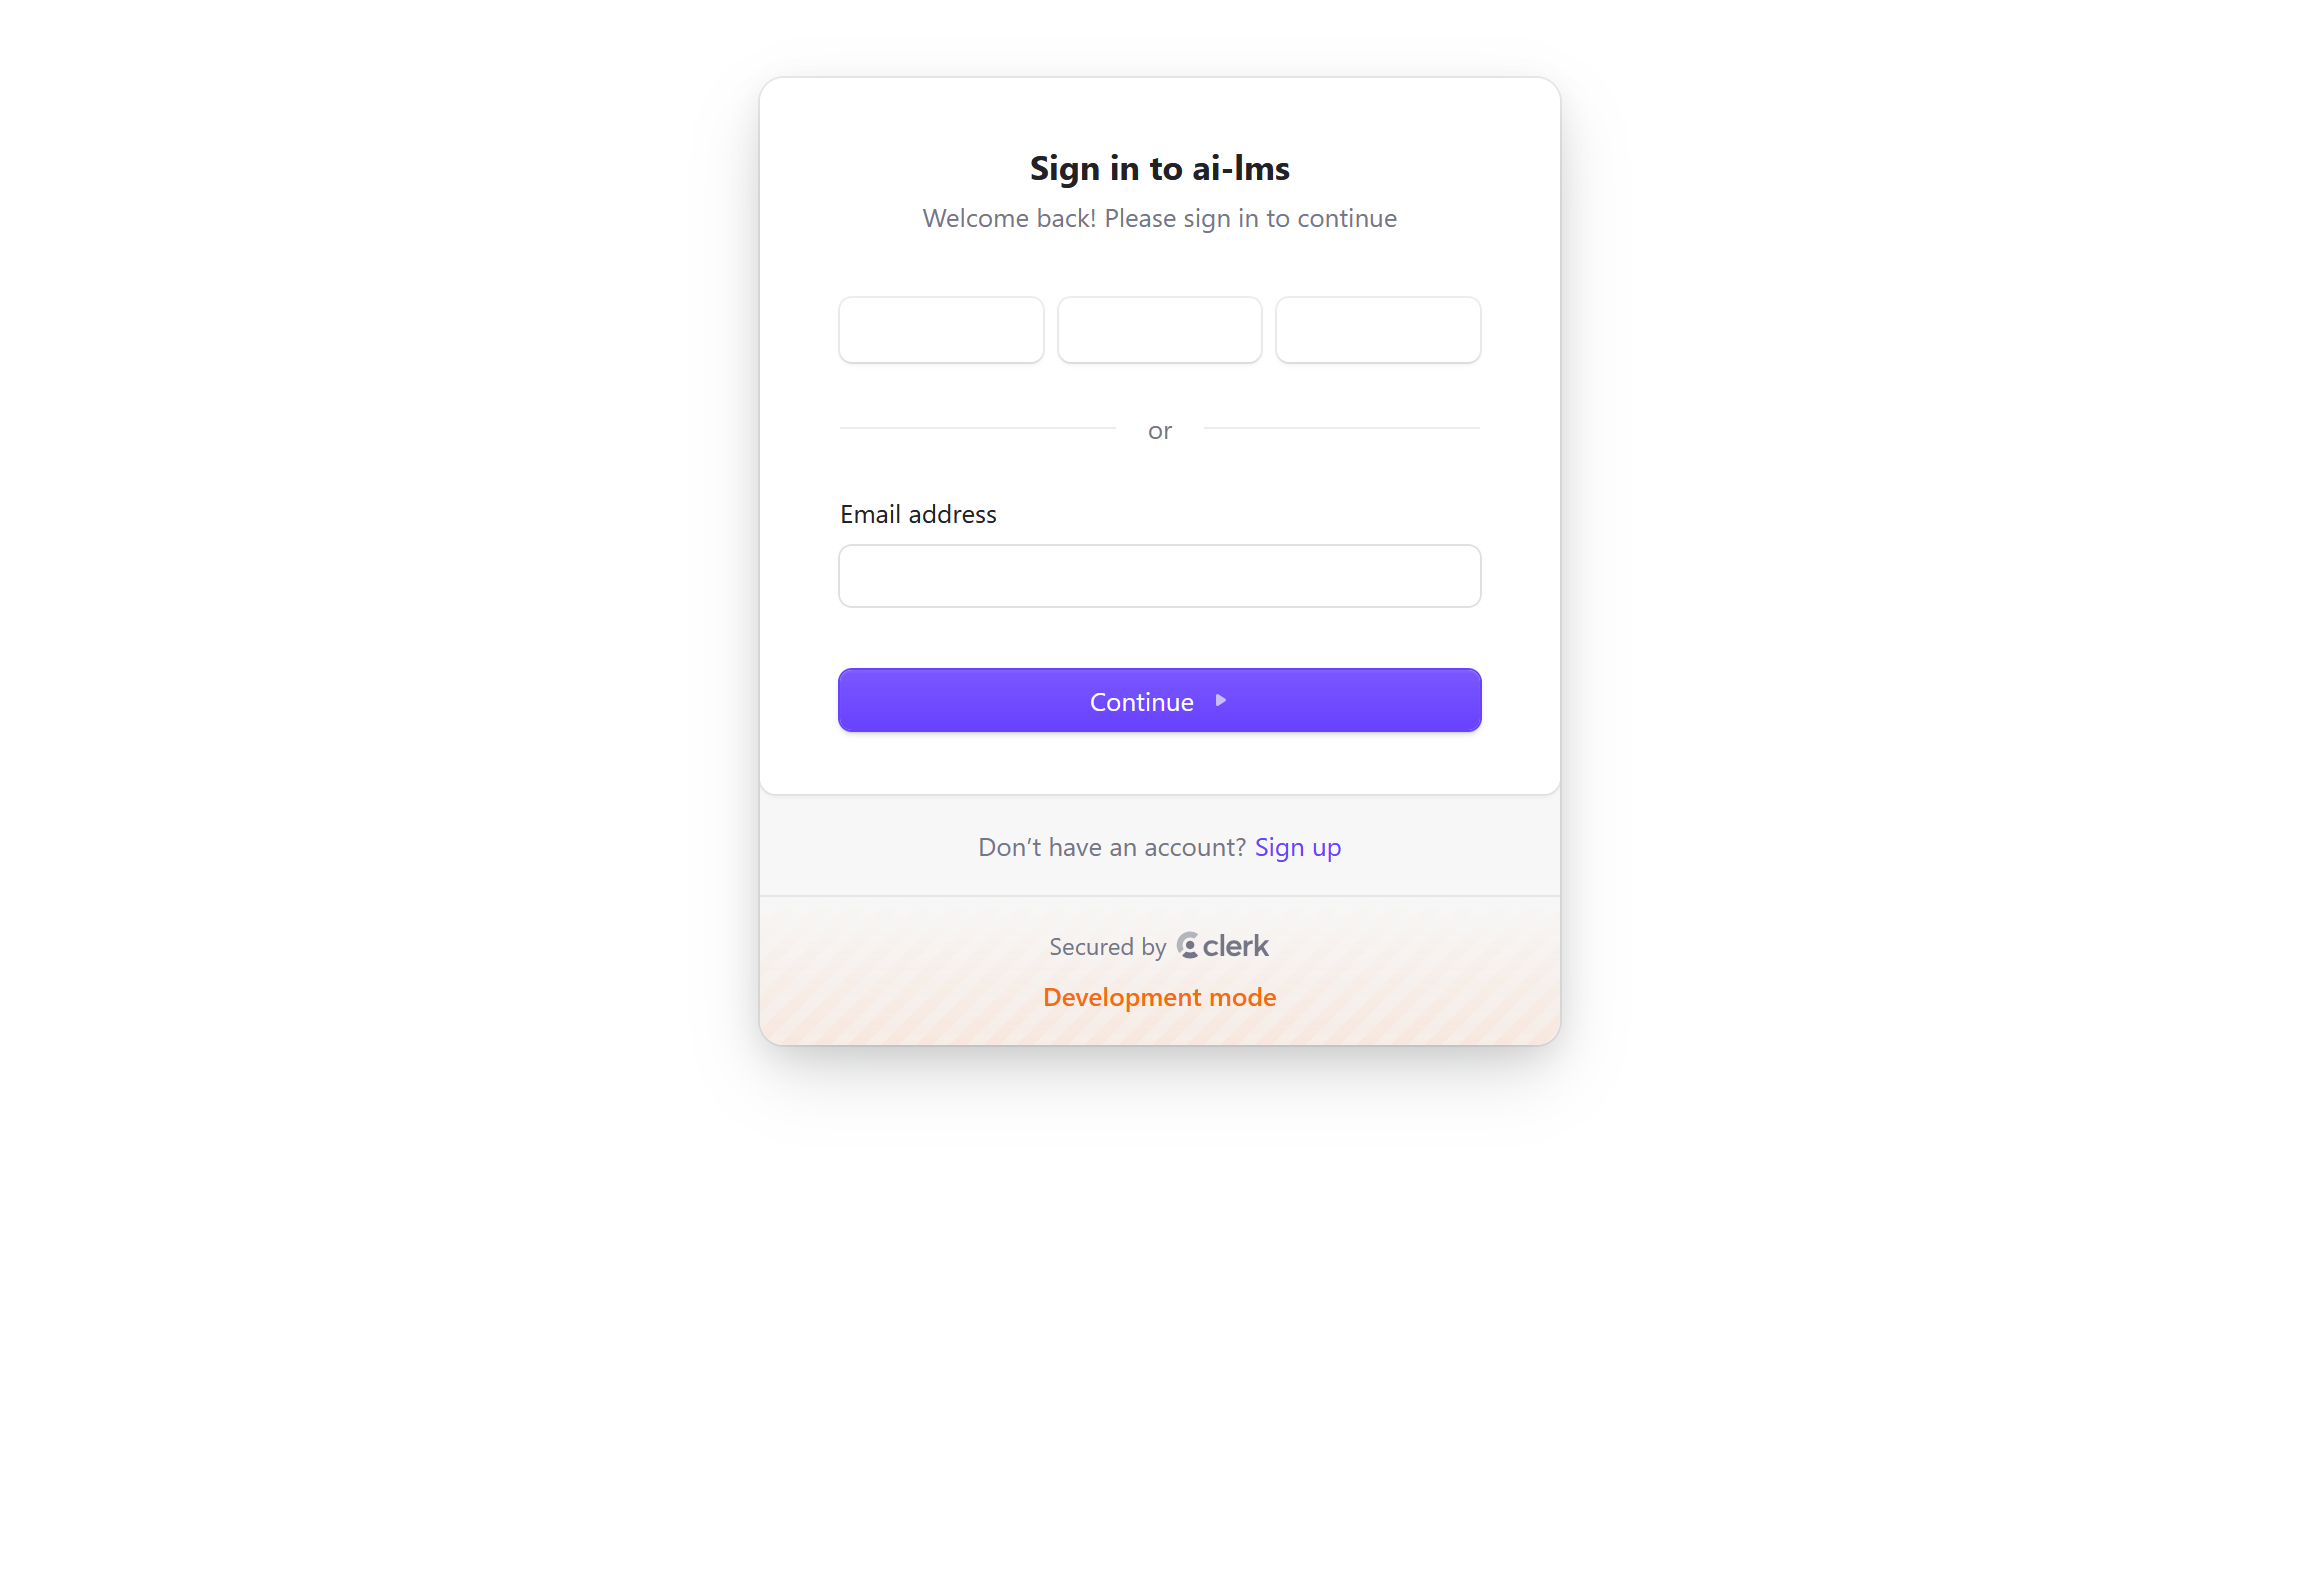 Sign in to ai-lms
Welcome back! Please sign in to continue
or
Email address
Continue
Don’t have an account? Sign up
Secured by clerk
Development mode